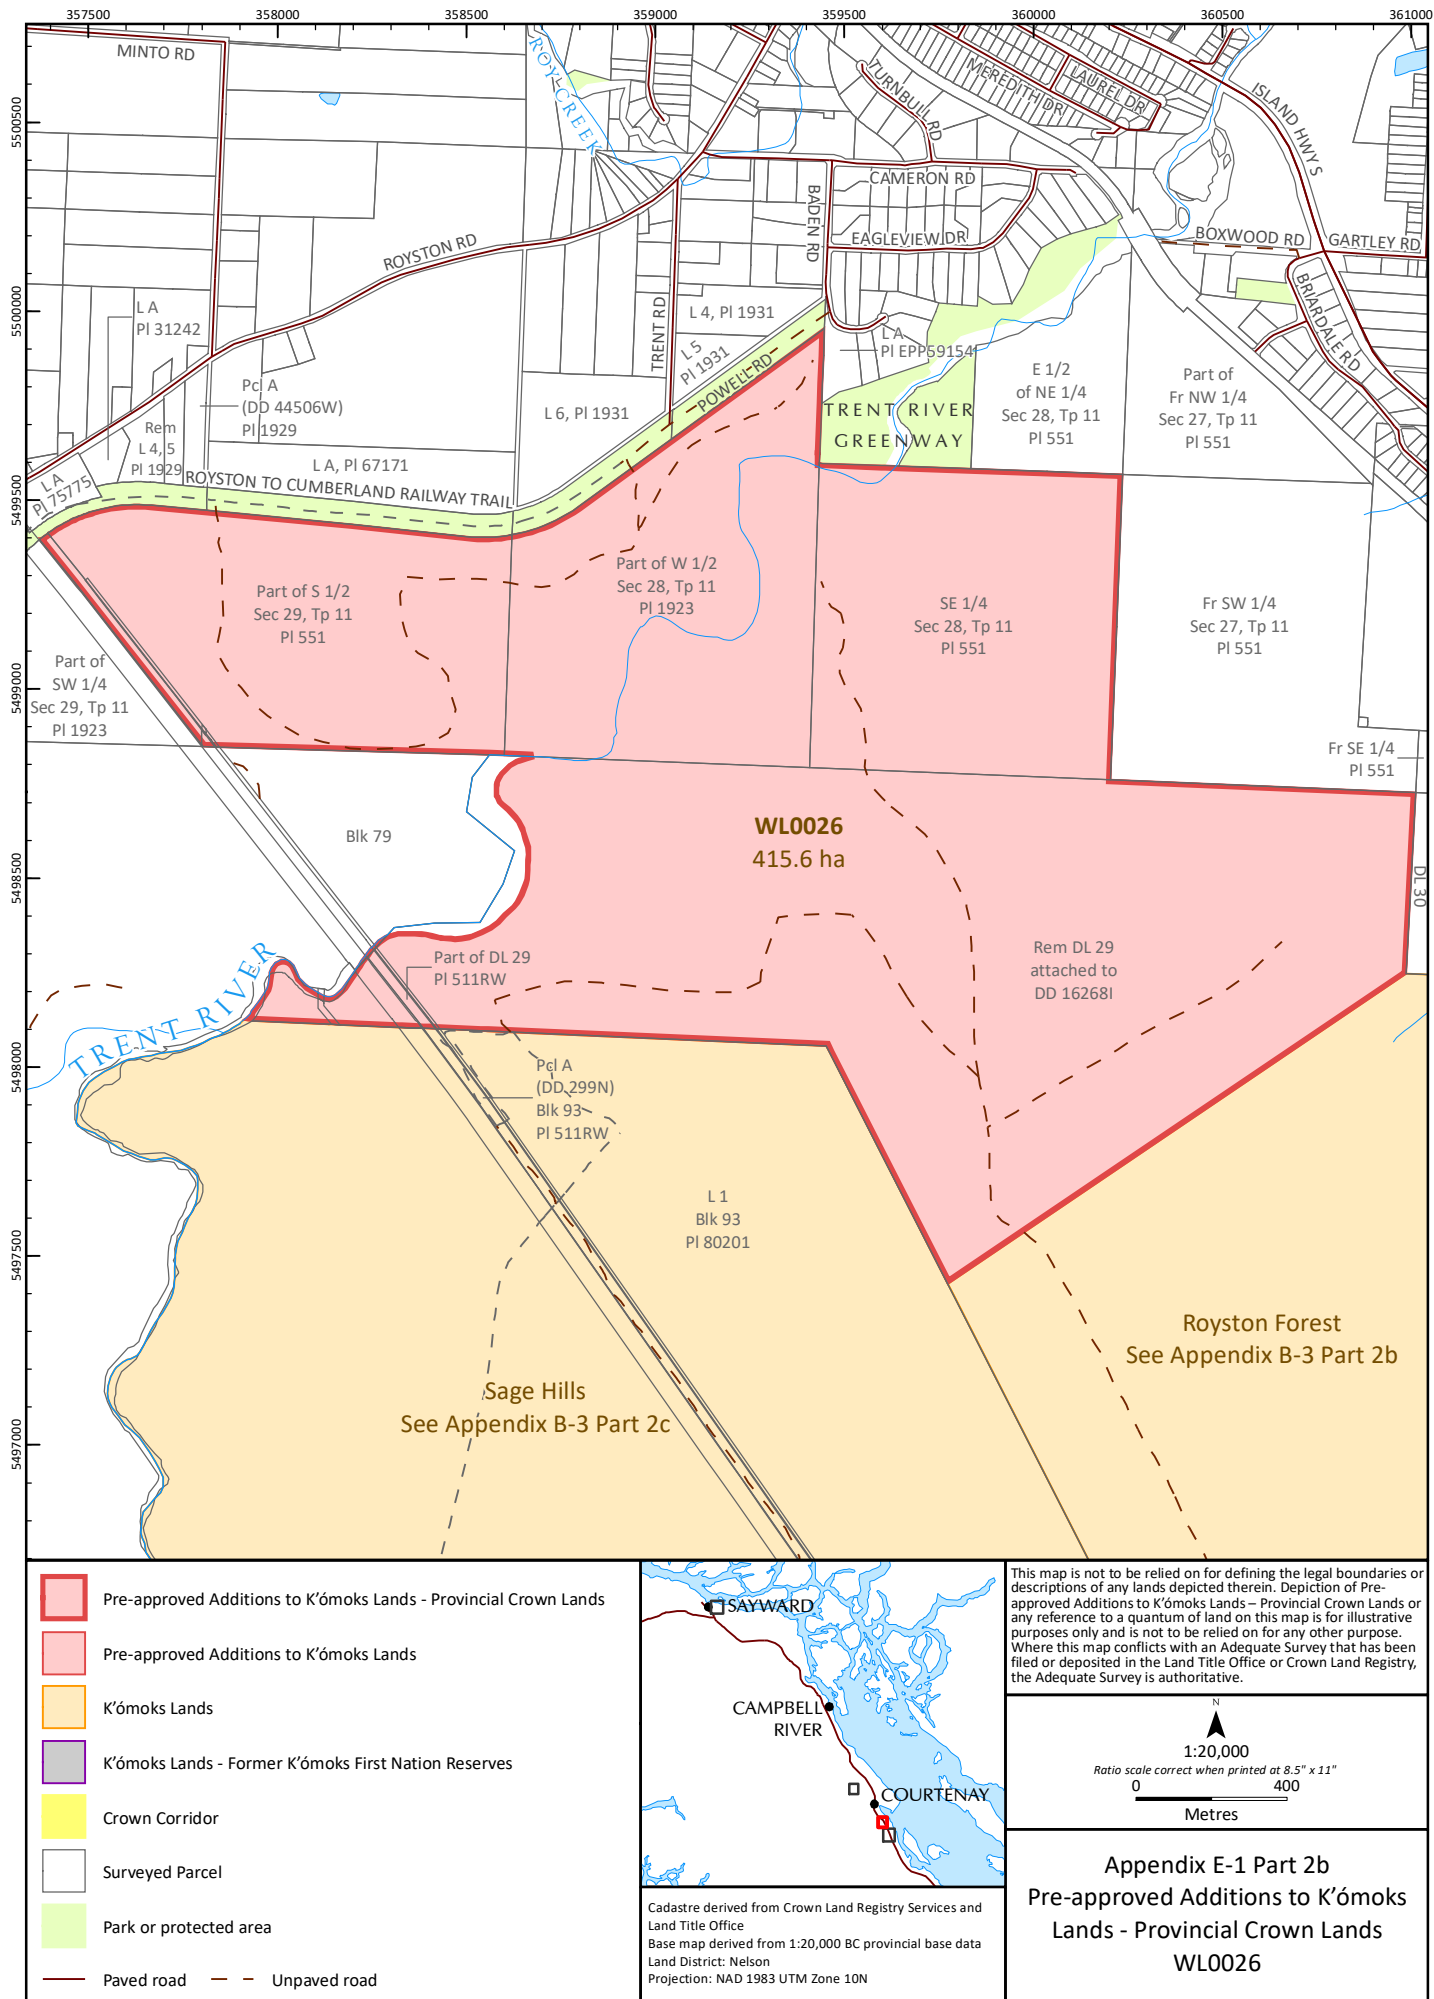 357500
358000
358500
359000
359500
360000
360500
361000
5500500
5500000
5499500
5499000
5498500
5498000
5497500
5497000
MINTO RD
ROY CREEK
TURNBULL RD
MEREDITH DR
LAUREL DR
ISLAND HWY S
CAMERON RD
BADEN RD
EAGLEVIEW DR
BOXWOOD RD
GARTLEY RD
BRIARDALE RD
ROYSTON RD
TRENT RD
L A
Pl 31242
L 4, Pl 1931
L 5
Pl 1931
POWELL RD
L A
Pl EPP59154
E 1/2
of NE 1/4
Sec 28, Tp 11
Pl 551
Part of
Fr NW 1/4
Sec 27, Tp 11
Pl 551
Pcl A
(DD 44506W)
Pl 1929
L 6, Pl 1931
TRENT RIVER
GREENWAY
Rem
L 4, 5
Pl 1929
L A, Pl 67171
L A
Pl 75775
ROYSTON TO CUMBERLAND RAILWAY TRAIL
Part of S 1/2
Sec 29, Tp 11
Pl 551
Part of W 1/2
Sec 28, Tp 11
Pl 1923
SE 1/4
Sec 28, Tp 11
Pl 551
Fr SW 1/4
Sec 27, Tp 11
Pl 551
Part of
SW 1/4
Sec 29, Tp 11
Pl 1923
Fr SE 1/4
Pl 551
Blk 79
WL0026
415.6 ha
DL 30
Part of DL 29
Pl 511RW
Rem DL 29
attached to
DD 16268I
TRENT RIVER
Pcl A
(DD 299N)
Blk 93
Pl 511RW
L 1
Blk 93
Pl 80201
Royston Forest
See Appendix B-3 Part 2b
Sage Hills
See Appendix B-3 Part 2c
Pre-approved Additions to K'ómoks Lands - Provincial Crown Lands
Pre-approved Additions to K'ómoks Lands
K'ómoks Lands
K'ómoks Lands - Former K'ómoks First Nation Reserves
Crown Corridor
Surveyed Parcel
Park or protected area
Paved road
Unpaved road
SAYWARD
CAMPBELL
RIVER
COURTENAY
Cadastre derived from Crown Land Registry Services and
Land Title Office
Base map derived from 1:20,000 BC provincial base data
Land District: Nelson
Projection: NAD 1983 UTM Zone 10N
This map is not to be relied on for defining the legal boundaries or
descriptions of any lands depicted therein. Depiction of Pre-
approved Additions to K'ómoks Lands – Provincial Crown Lands or
any reference to a quantum of land on this map is for illustrative
purposes only and is not to be relied on for any other purpose.
Where this map conflicts with an Adequate Survey that has been
filed or deposited in the Land Title Office or Crown Land Registry,
the Adequate Survey is authoritative.
N
1:20,000
Ratio scale correct when printed at 8.5" x 11"
0 400
Metres
Appendix E-1 Part 2b
Pre-approved Additions to K'ómoks
Lands - Provincial Crown Lands
WL0026